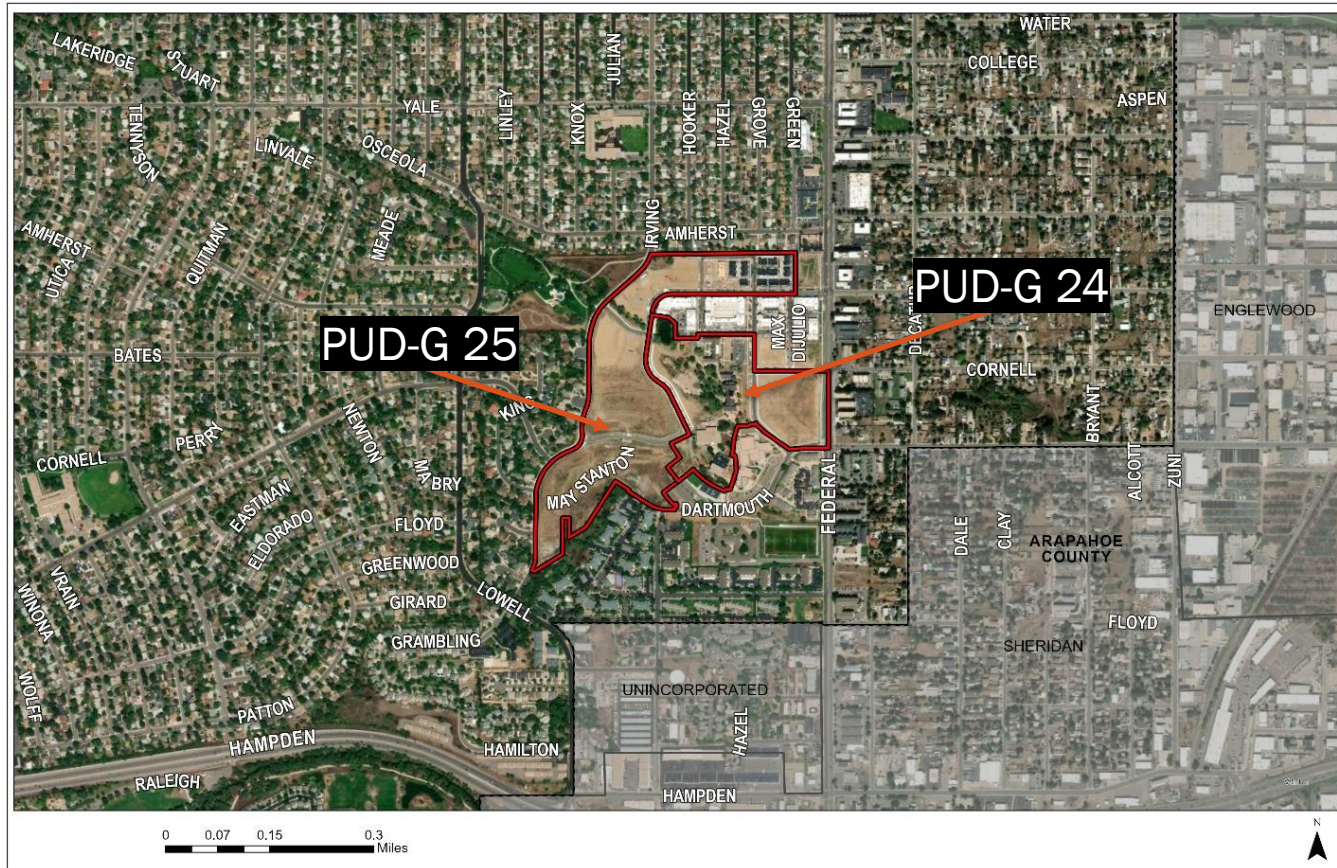 WATER
LAKERIDGE
STUART
JULIAN
COLLEGE
YALE
LINLEY
KNOX
HOOKER
HAZEL
GROVE
GREEN
ASPEN
TENNYSON
LINVALE
OSCEOLA
MEADE
AMHERST
UTICA
QUITMAN
IRVING
AMHERST
PUD-G 25
PUD-G 24
DECATUR
MAX
DIJULIO
ENGLEWOOD
BATES
CORNELL
KING
BRYANT
NEWTON
PERRY
CORNELL
MABRY
MAY STANTON
ALCOTT
ZUNI
EASTMAN
ELDORADO
FLOYD
DARTMOUTH
FEDERAL
DALE
CLAY
ARAPAHOE
COUNTY
GREENWOOD
VRAIN
WINONA
GIRARD
LOWELL
FLOYD
GRAMBLING
SHERIDAN
WOLFF
UNINCORPORATED
PATTON
HAZEL
HAMPDEN
HAMILTON
RALEIGH
HAMPDEN
0 0.07 0.15 0.3
Miles
N